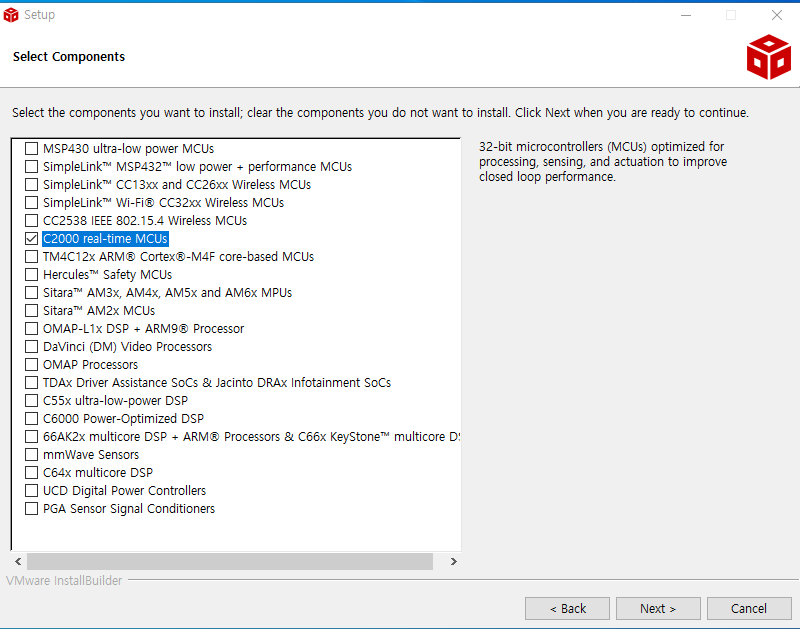 Setup
Select Components
Select the components you want to install; clear the components you do not want to install. Click Next when you are ready to continue.
MSP430 ultra-low power MCUs
SimpleLink™ MSP432™ low power + performance MCUs
SimpleLink™ CC13xx and CC26xx Wireless MCUs
SimpleLink™ Wi-Fi® CC32xx Wireless MCUs
CC2538 IEEE 802.15.4 Wireless MCUs
C2000 real-time MCUs
TM4C12x ARM® Cortex®-M4F core-based MCUs
Hercules™ Safety MCUs
Sitara™ AM3x, AM4x, AM5x and AM6x MPUs
Sitara™ AM2x MCUs
OMAP-L1x DSP + ARM9® Processor
DaVinci (DM) Video Processors
OMAP Processors
TDAx Driver Assistance SoCs & Jacinto DRAx Infotainment SoCs
C55x ultra-low-power DSP
C6000 Power-Optimized DSP
66AK2x multicore DSP + ARM® Processors & C66x KeyStone™ multicore DS
mmWave Sensors
C64x multicore DSP
UCD Digital Power Controllers
PGA Sensor Signal Conditioners
32-bit microcontrollers (MCUs) optimized for
processing, sensing, and actuation to improve
closed loop performance.
VMware InstallBuilder
< Back
Next >
Cancel